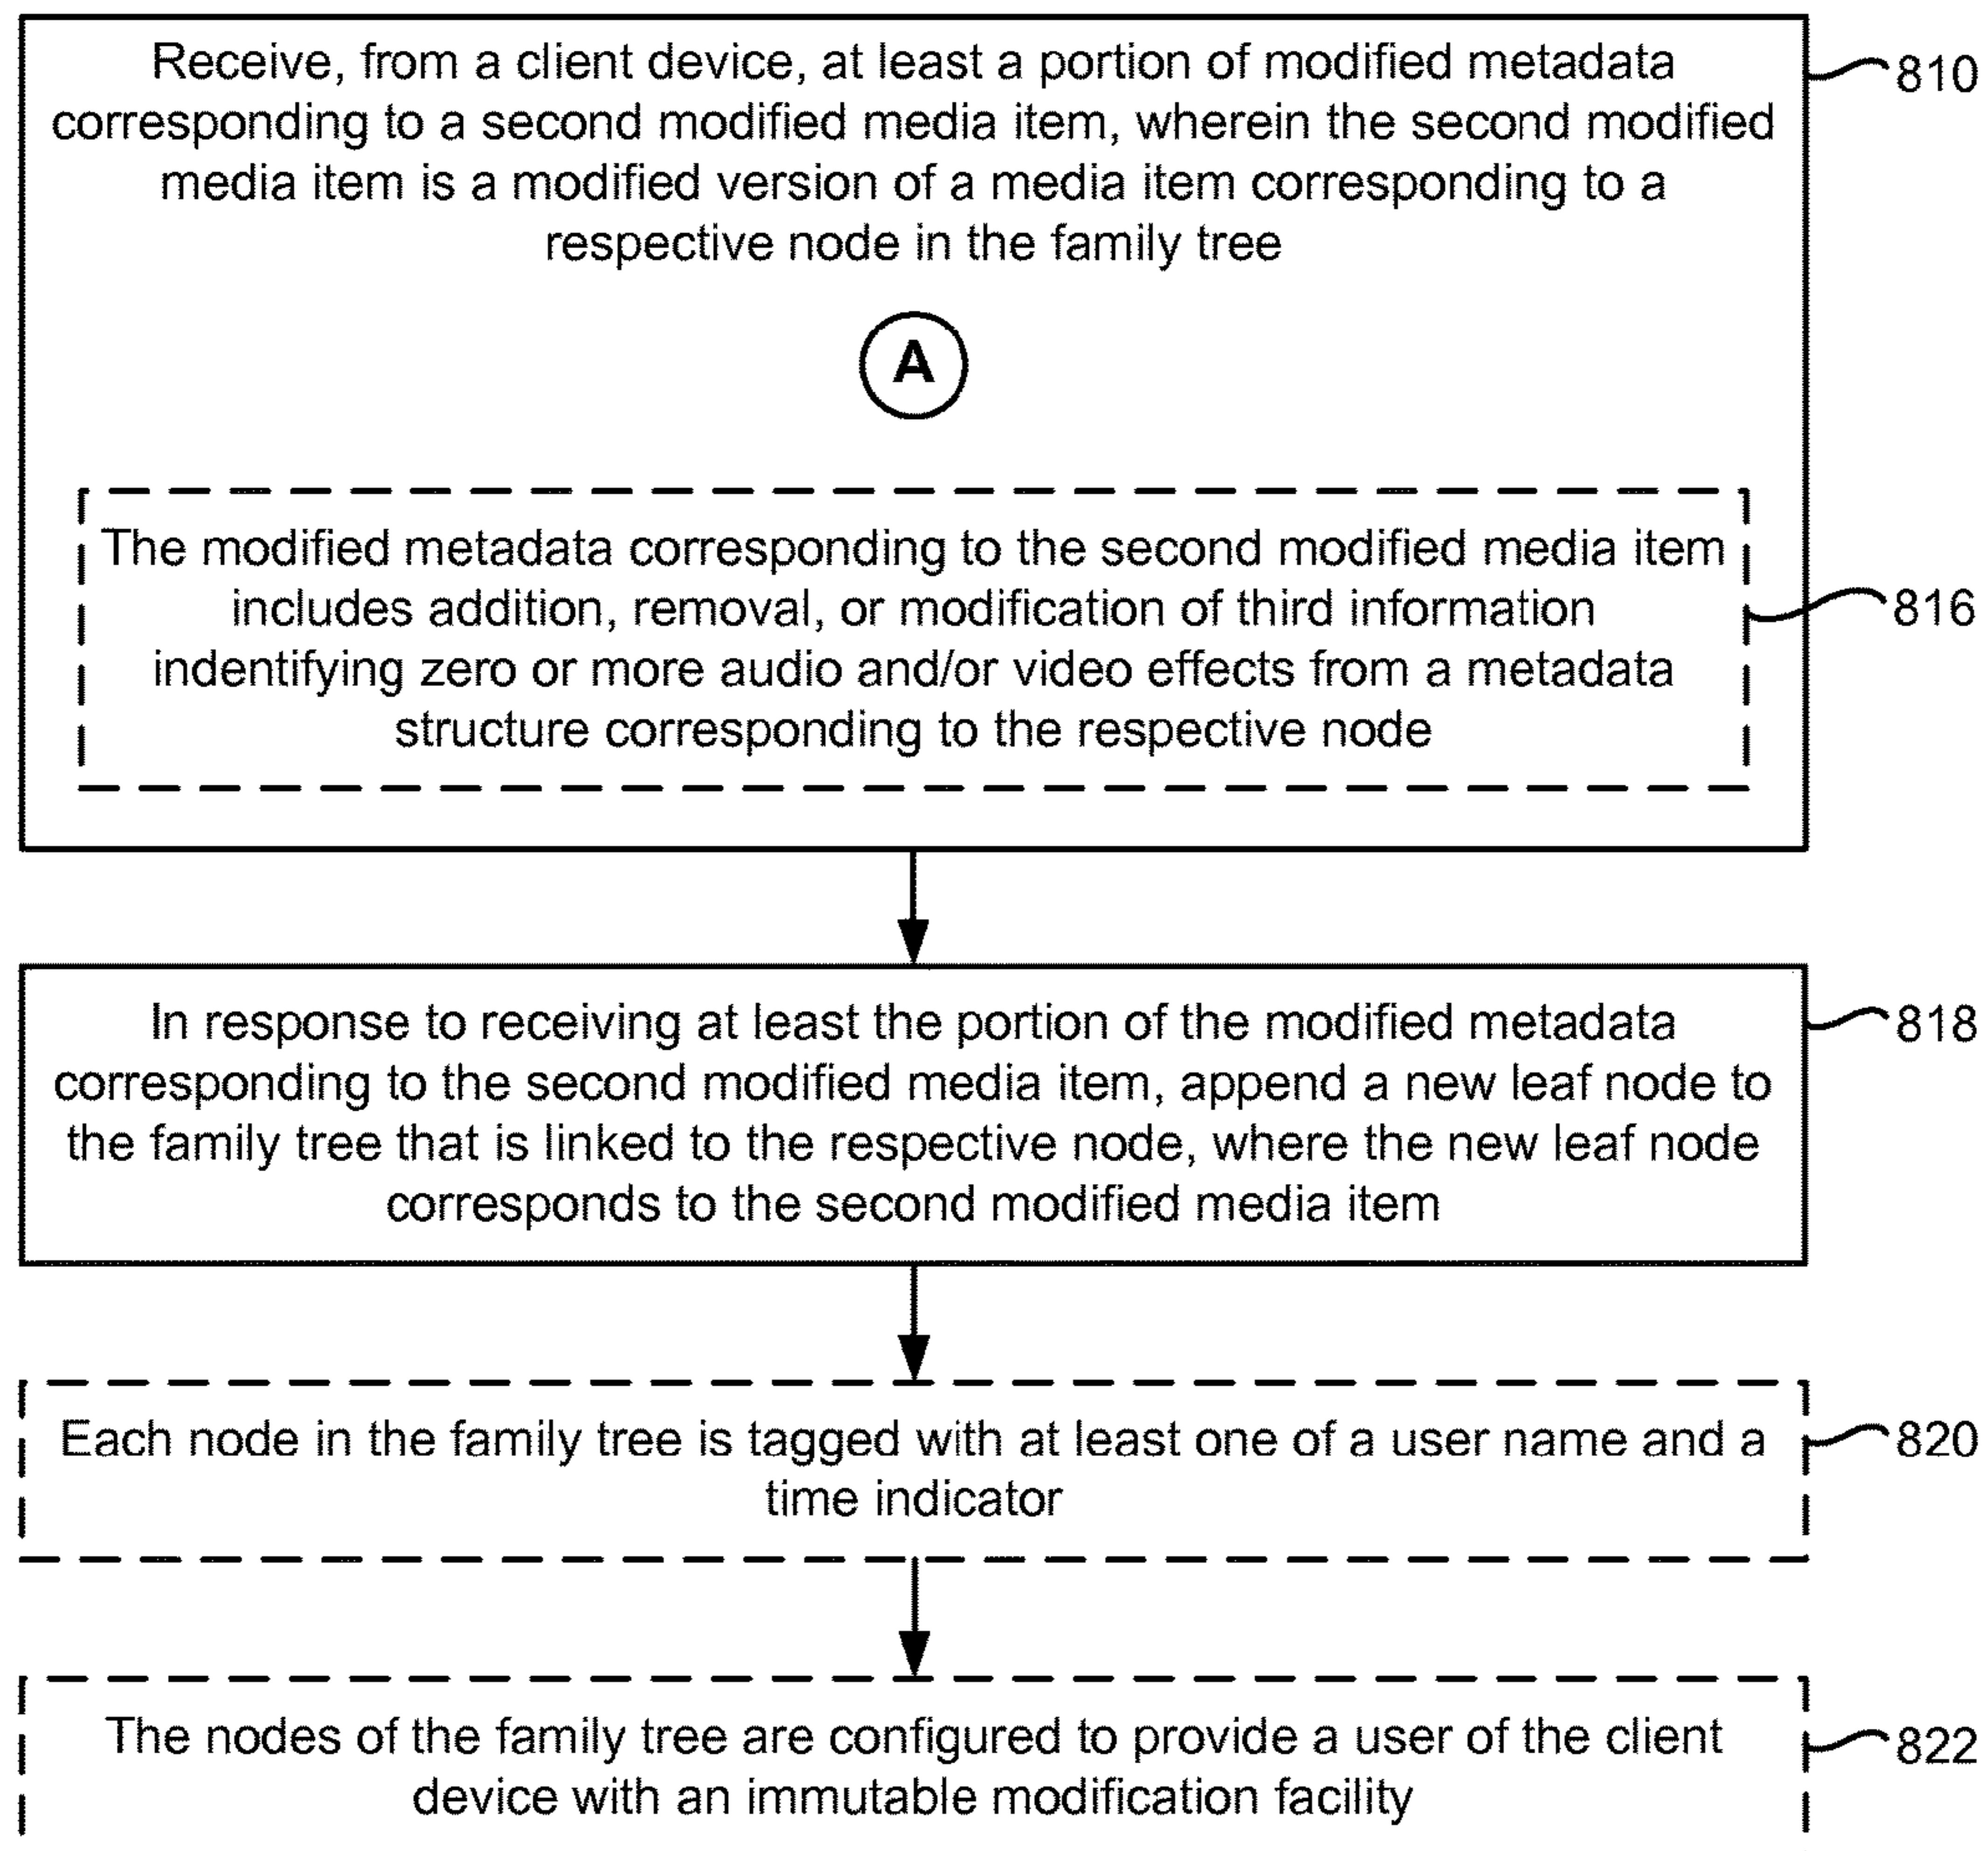 Receive, from a client device, at least a portion of modified metadata
corresponding to a second modified media item, wherein the second modified
media item is a modified version of a media item corresponding to a
respective node in the family tree
810
A
The modified metadata corresponding to the second modified media item
includes addition, removal, or modification of third information
indentifying zero or more audio and/or video effects from a metadata
structure corresponding to the respective node
816
In response to receiving at least the portion of the modified metadata
corresponding to the second modified media item, append a new leaf node to
the family tree that is linked to the respective node, where the new leaf node
corresponds to the second modified media item
818
Each node in the family tree is tagged with at least one of a user name and a
time indicator
820
The nodes of the family tree are configured to provide a user of the client
device with an immutable modification facility
822